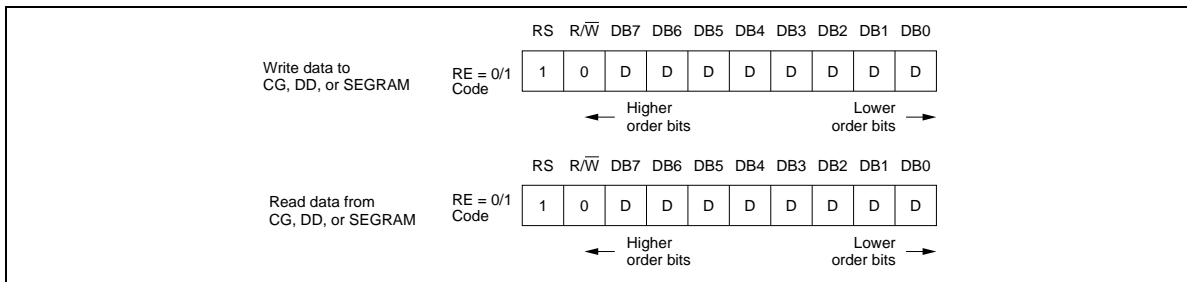 RS R/W̅ DB7 DB6 DB5 DB4 DB3 DB2 DB1 DB0
Write data to
CG, DD, or SEGRAM
RE = 0/1
Code
1 0 D D D D D D D D
Higher
order bits
Lower
order bits
RS R/W̅ DB7 DB6 DB5 DB4 DB3 DB2 DB1 DB0
Read data from
CG, DD, or SEGRAM
RE = 0/1
Code
1 0 D D D D D D D D
Higher
order bits
Lower
order bits